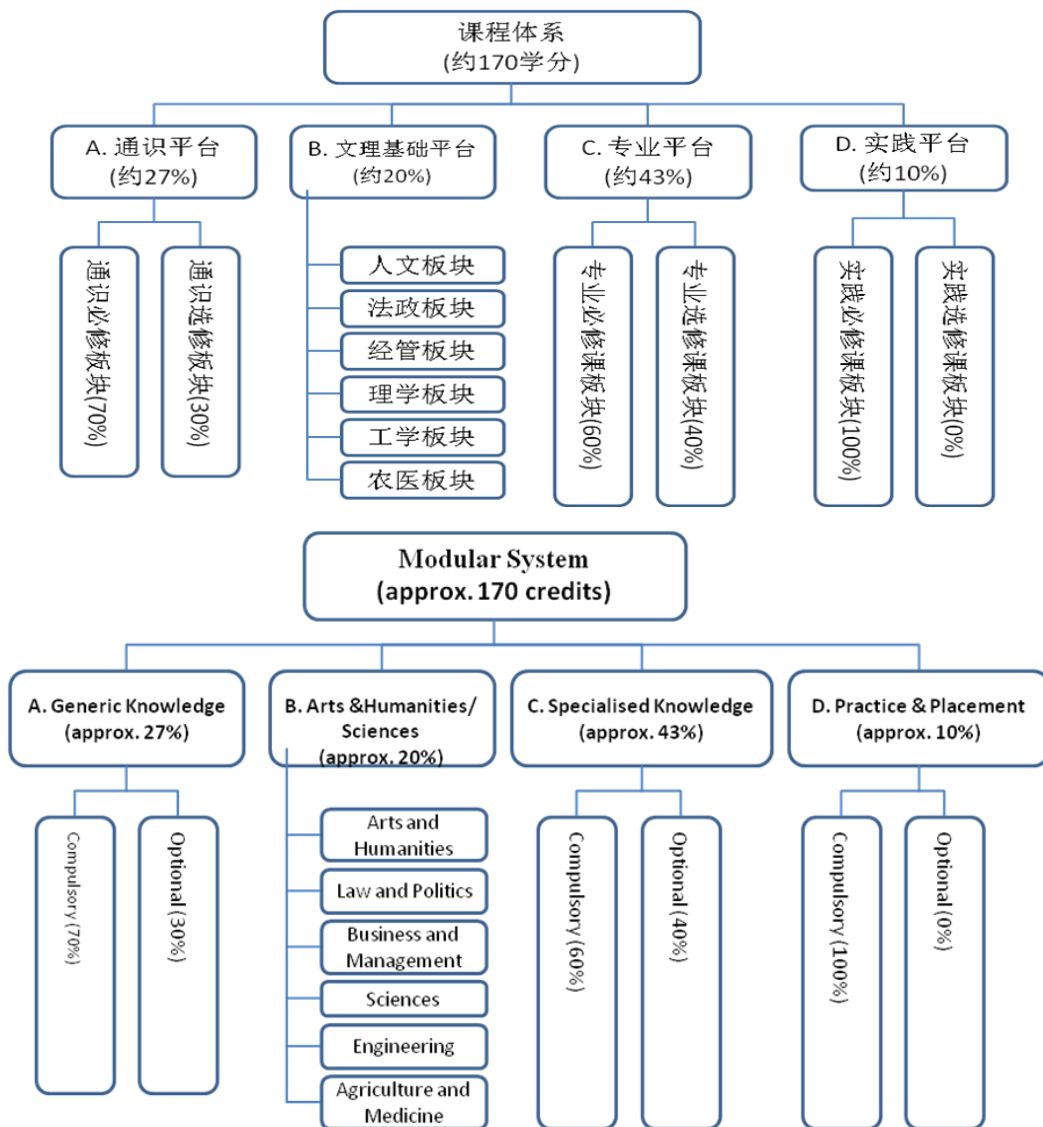 课程体系
(约170学分)
A. 通识平台
(约27%)
B. 文理基础平台
(约20%)
C. 专业平台
(约43%)
D. 实践平台
(约10%)
通识必修板块(70%)
通识选修板块(30%)
人文板块
法政板块
经管板块
理学板块
工学板块
农医板块
专业必修课板块(60%)
专业选修课板块(40%)
实践必修课板块(100%)
实践选修课板块(0%)
Modular System
(approx. 170 credits)
A. Generic Knowledge
(approx. 27%)
B. Arts &Humanities/
Sciences
(approx. 20%)
C. Specialised Knowledge
(approx. 43%)
D. Practice & Placement
(approx. 10%)
Compulsory (70%)
Optional (30%)
Arts and
Humanities
Law and Politics
Business and
Management
Sciences
Engineering
Agriculture and
Medicine
Compulsory (60%)
Optional (40%)
Compulsory (100%)
Optional (0%)